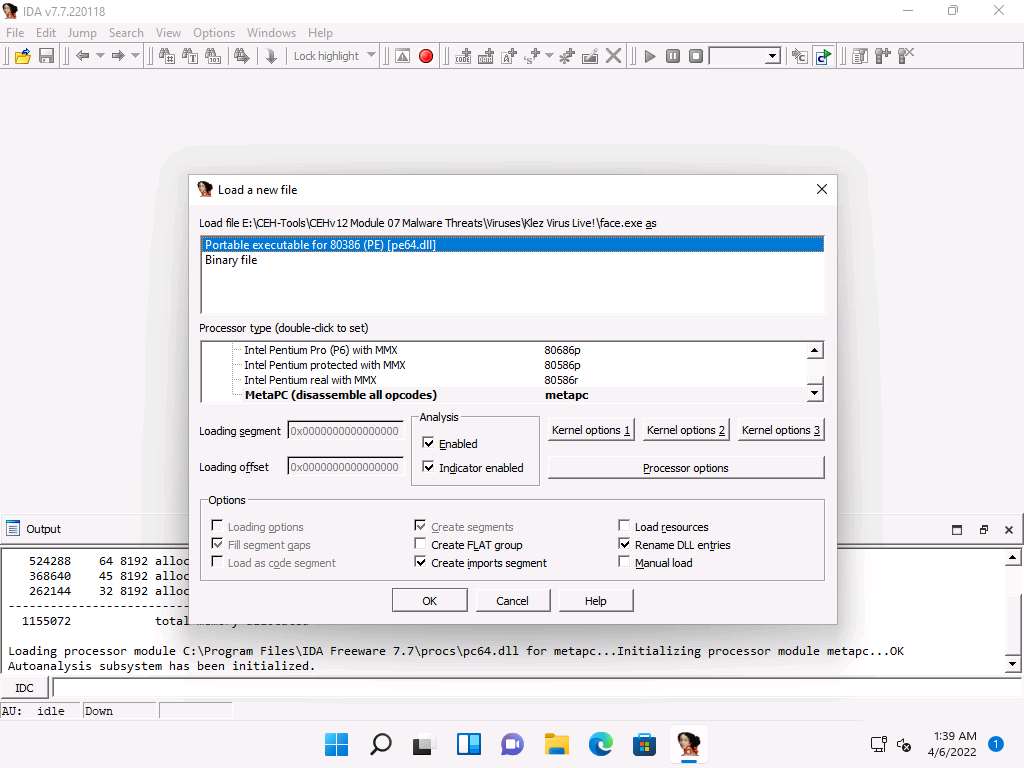 IDA v7.7.220118
File Edit Jump Search View Options Windows Help
Lock highlight
Load a new file
Load file E:\CEH-Tools\CEHv12 Module 07 Malware Threats\Viruses\Klez Virus Live!\face.exe as
Portable executable for 80386 (PE) [pe64.dll]
Binary file
Processor type (double-click to set)
Intel Pentium Pro (P6) with MMX 80686p
Intel Pentium protected with MMX 80586p
Intel Pentium real with MMX 80586r
MetaPC (disassemble all opcodes) metapc
Analysis
Loading segment 0x0000000000000000
Enabled
Kernel options 1 Kernel options 2 Kernel options 3
Loading offset 0x0000000000000000
Indicator enabled
Processor options
Options
Loading options Create segments Load resources
Fill segment gaps Create FLAT group Rename DLL entries
Load as code segment Create imports segment Manual load
OK Cancel Help
Output
524288 64 8192 alloc
368640 45 8192 alloc
262144 32 8192 alloc
1155072 total memory allocated
Loading processor module C:\Program Files\IDA Freeware 7.7\procs\pc64.dll for metapc...Initializing processor module metapc...OK
Autoanalysis subsystem has been initialized.
IDC
AU: idle Down
1:39 AM
4/6/2022
1